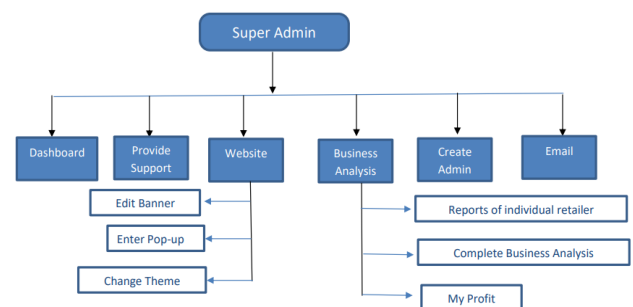 Super Admin
Dashboard
Provide
Support
Website
Business
Analysis
Create
Admin
Email
Edit Banner
Enter Pop-up
Change Theme
Reports of individual retailer
Complete Business Analysis
My Profit